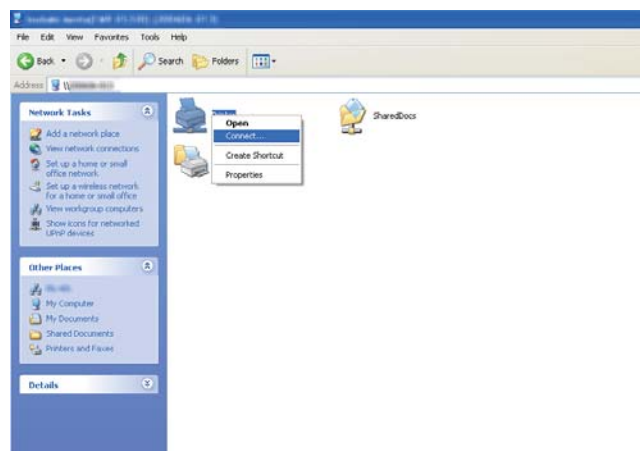 File Edit View Favorites Tools Help
Back Search Folders
Address \\
Network Tasks
Add a network place
View network connections
Set up a home or small
office network
Set up a wireless network
for a home or small office
View workgroup computers
Show icons for networked
UPnP devices
Other Places
My Computer
My Documents
Shared Documents
Printers and Faxes
Details
Open
Connect...
Create Shortcut
Properties
SharedDocs